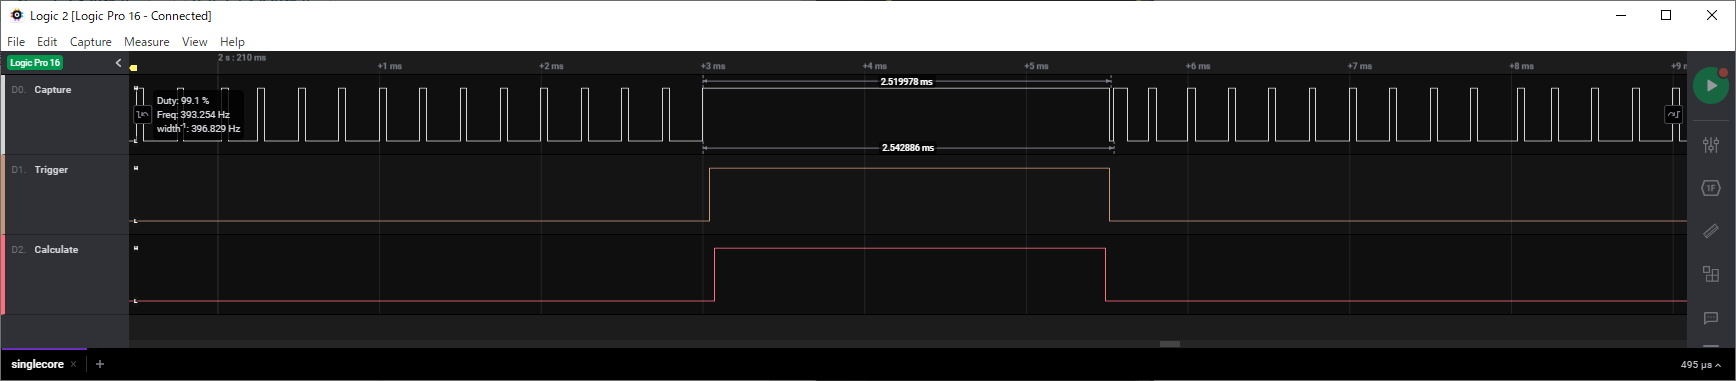 Logic 2 [Logic Pro 16 - Connected]
File Edit Capture Measure View Help
Logic Pro 16
2 s : 210 ms
+1 ms +2 ms +3 ms +4 ms +5 ms +6 ms +7 ms +8 ms +9 m
D0. Capture
2.519978 ms
Duty: 99.1 %
Freq: 393.254 Hz
width⁻¹: 396.829 Hz
2.542886 ms
D1. Trigger
1F
D2. Calculate
singlecore × +
495 µs